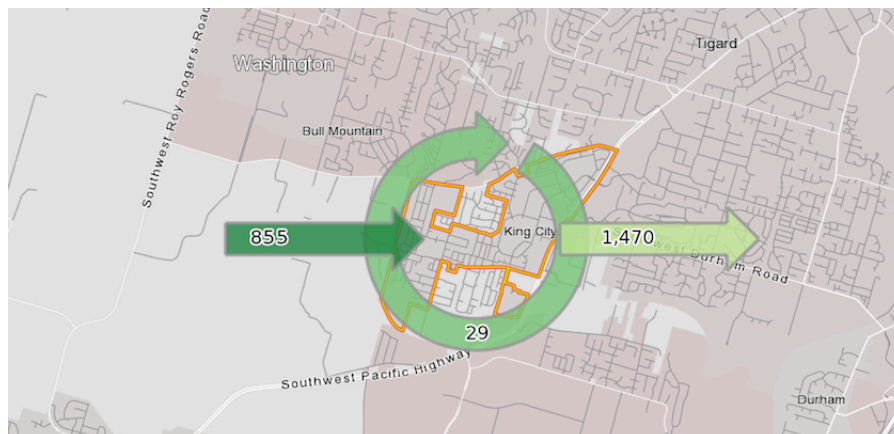 Tigard
Washington
Southwest Roy Rogers Road
Bull Mountain
855
King City
1,470
Southwest Durham Road
29
Southwest Pacific Highway
Durham